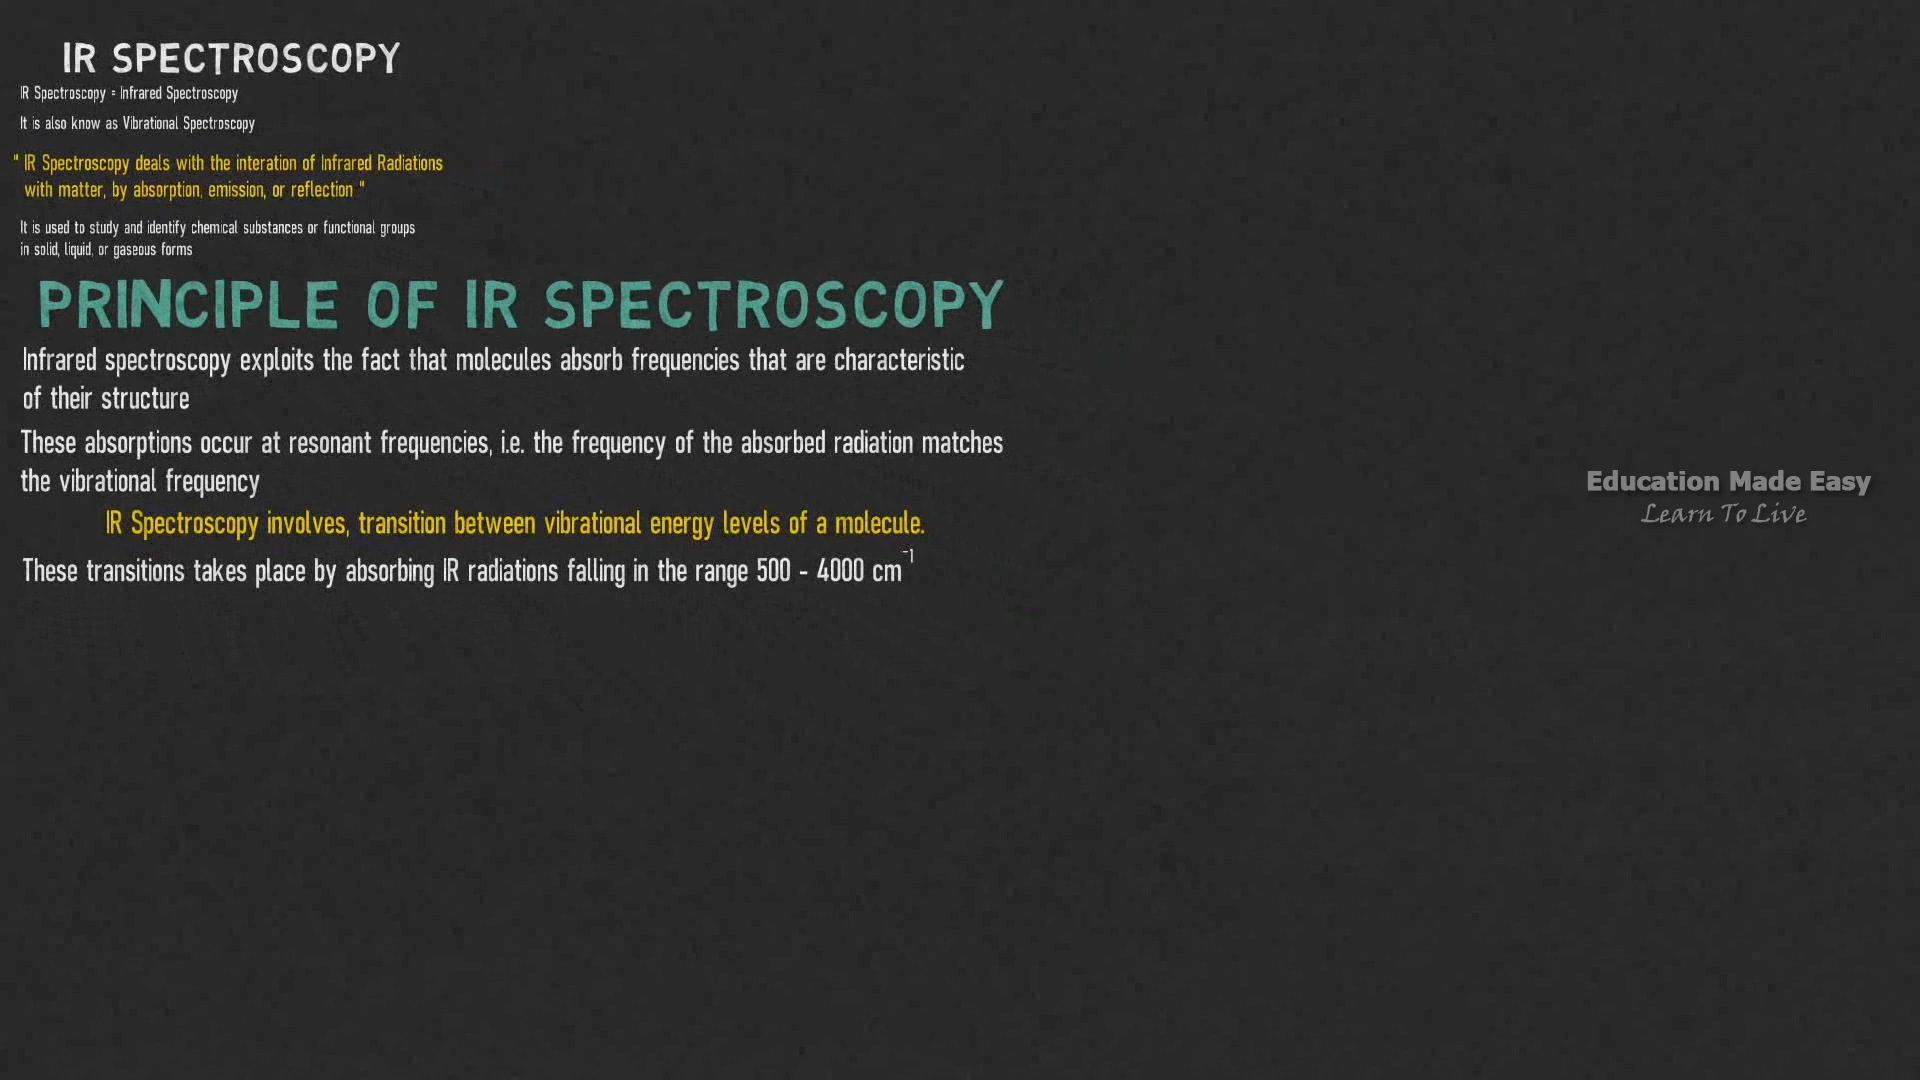 IR SPECTROSCOPY
IR Spectroscopy = Infrared Spectroscopy
It is also know as Vibrational Spectroscopy
" IR Spectroscopy deals with the interation of Infrared Radiations
with matter, by absorption, emission, or reflection "
It is used to study and identify chemical substances or functional groups
in solid, liquid, or gaseous forms
PRINCIPLE OF IR SPECTROSCOPY
Infrared spectroscopy exploits the fact that molecules absorb frequencies that are characteristic
of their structure
These absorptions occur at resonant frequencies, i.e. the frequency of the absorbed radiation matches
the vibrational frequency
IR Spectroscopy involves, transition between vibrational energy levels of a molecule.
These transitions takes place by absorbing IR radiations falling in the range 500 - 4000 cm⁻¹
Education Made Easy
Learn To Live